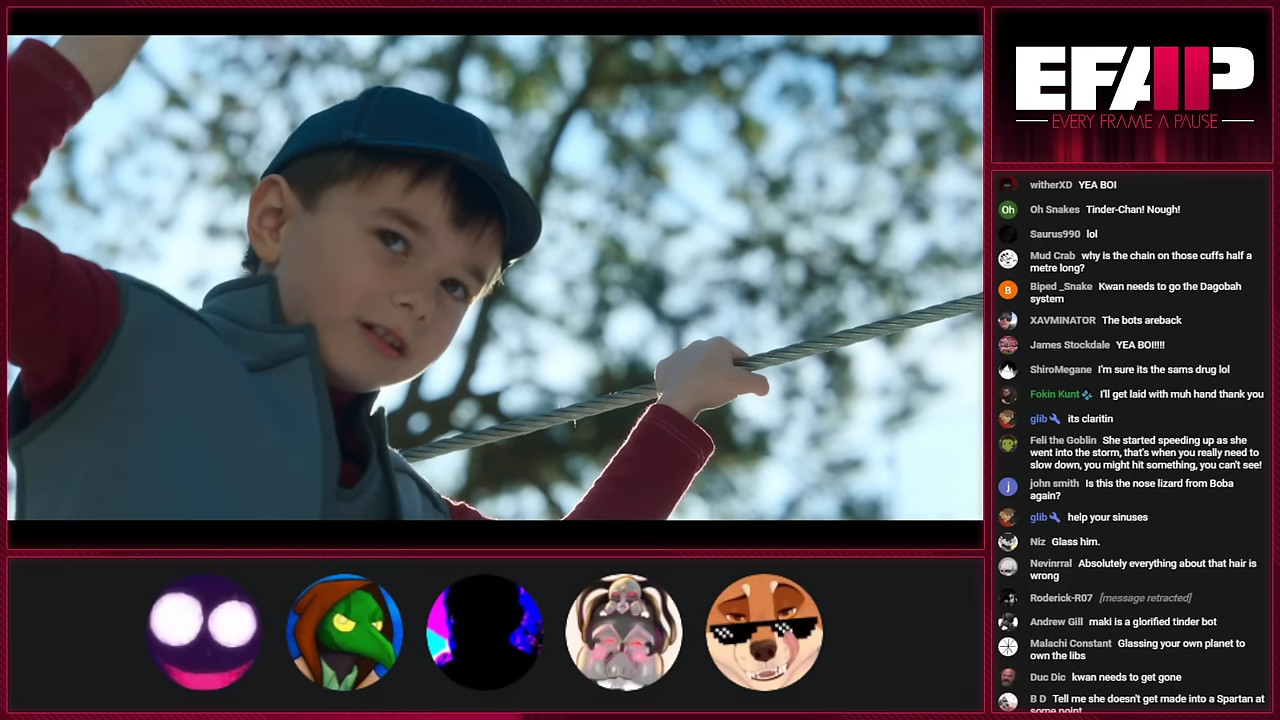 EFAP
EVERY FRAME A PAUSE
witherXD YEA BOI
Oh
Oh Snakes Tinder-Chan! Nough!
Saurus990 lol
Mud Crab why is the chain on those cuffs half a
metre long?
B
Biped _Snake Kwan needs to go the Dagobah
system
XAVMINATOR The bots areback
James Stockdale YEA BOI!!!!
ShiroMegane I'm sure its the sams drug lol
Fokin Kunt I'll get laid with muh hand thank you
glib its claritin
Feli the Goblin She started speeding up as she
went into the storm, that's when you really need to
slow down, you might hit something, you can't see!
j
john smith Is this the nose lizard from Boba
again?
glib help your sinuses
Niz Glass him.
Nevinrral Absolutely everything about that hair is
wrong
Roderick-R07 [message retracted]
Andrew Gill maki is a glorified tinder bot
Malachi Constant Glassing your own planet to
own the libs
Duc Dic kwan needs to get gone
B D Tell me she doesn't get made into a Spartan at
some point